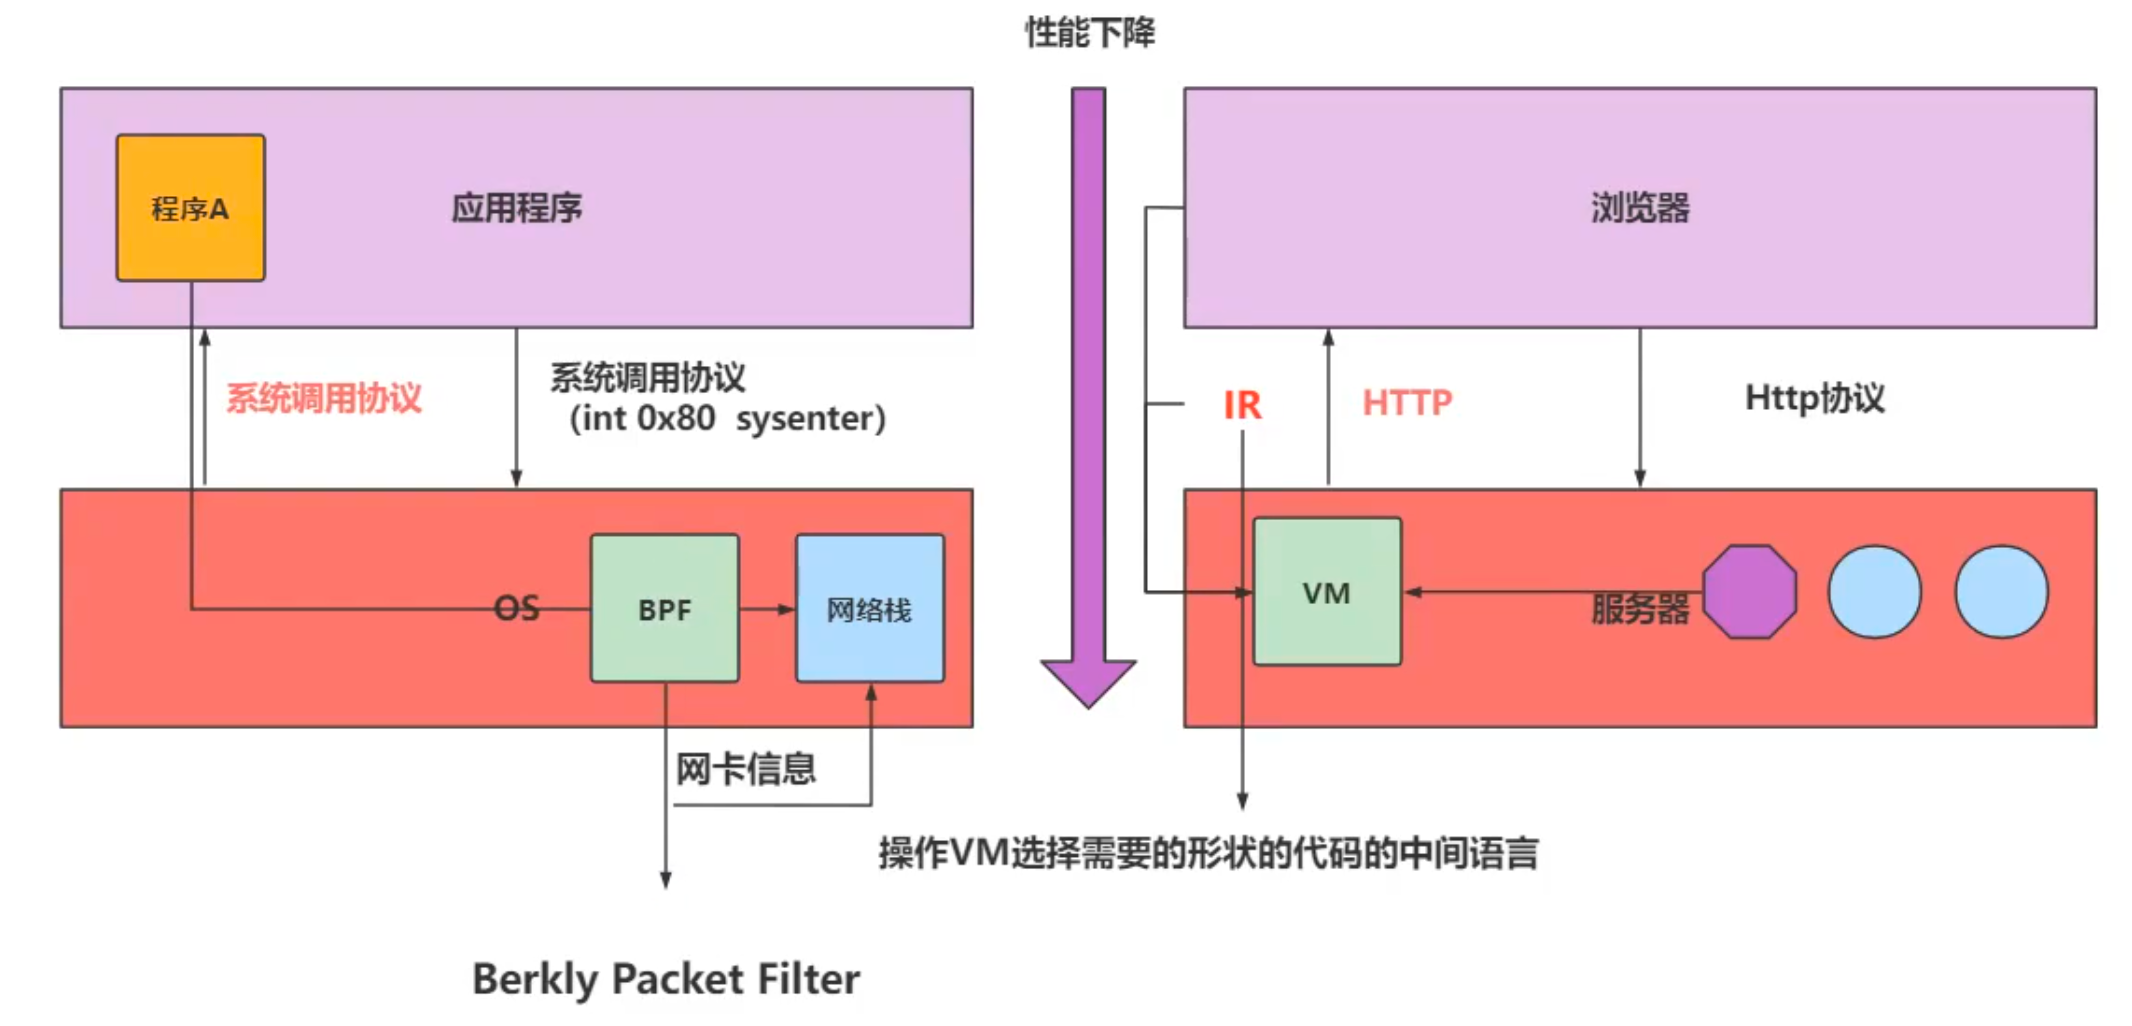 性能下降
程序A
应用程序
浏览器
系统调用协议
系统调用协议
（int 0x80 sysenter）
IR
HTTP
Http协议
OS
BPF
网络栈
VM
服务器
网卡信息
操作VM选择需要的形状的代码的中间语言
Berkly Packet Filter